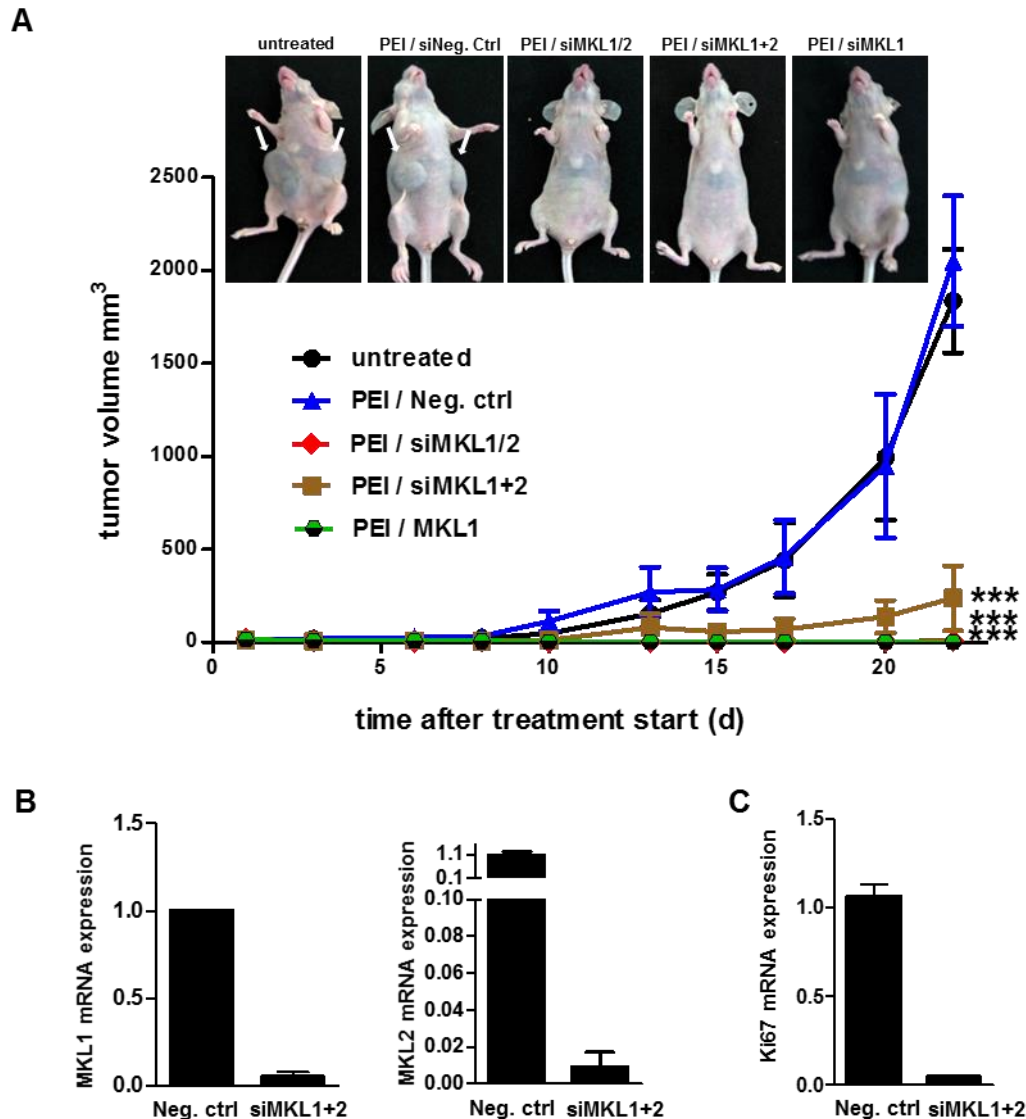 A
untreated
PEI / siNeg. Ctrl
PEI / siMKL1/2
PEI / siMKL1+2
PEI / siMKL1
2500
2000
1500
1000
500
0
tumor volume mm³
untreated
PEI / Neg. ctrl
PEI / siMKL1/2
PEI / siMKL1+2
PEI / MKL1
***
***
***
0 5 10 15 20
time after treatment start (d)
B
MKL1 mRNA expression
1.5
1.0
0.5
0.0
Neg. ctrl siMKL1+2
MKL2 mRNA expression
1.1
0.1
0.10
0.08
0.06
0.04
0.02
0.00
Neg. ctrl siMKL1+2
C
Ki67 mRNA expression
1.5
1.0
0.5
0.0
Neg. ctrl siMKL1+2